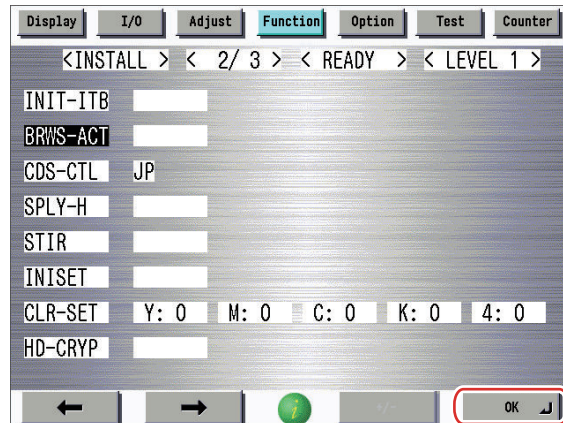 Display I/O Adjust Function Option Test Counter
<INSTALL > < 2/ 3 > < READY > < LEVEL 1 >
INIT-ITB
BRWS-ACT
CDS-CTL JP
SPLY-H
STIR
INISET
CLR-SET Y: 0 M: 0 C: 0 K: 0 4: 0
HD-CRYP
← → i +/- OK ┘